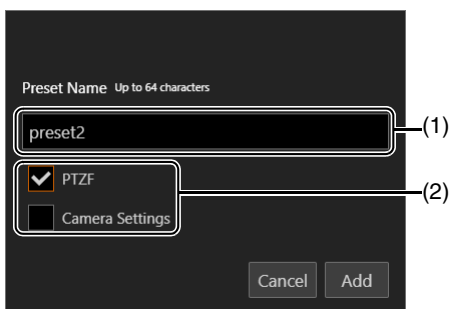 Preset Name Up to 64 characters
preset2 (1)
PTZF
(2)
Camera Settings
Cancel Add